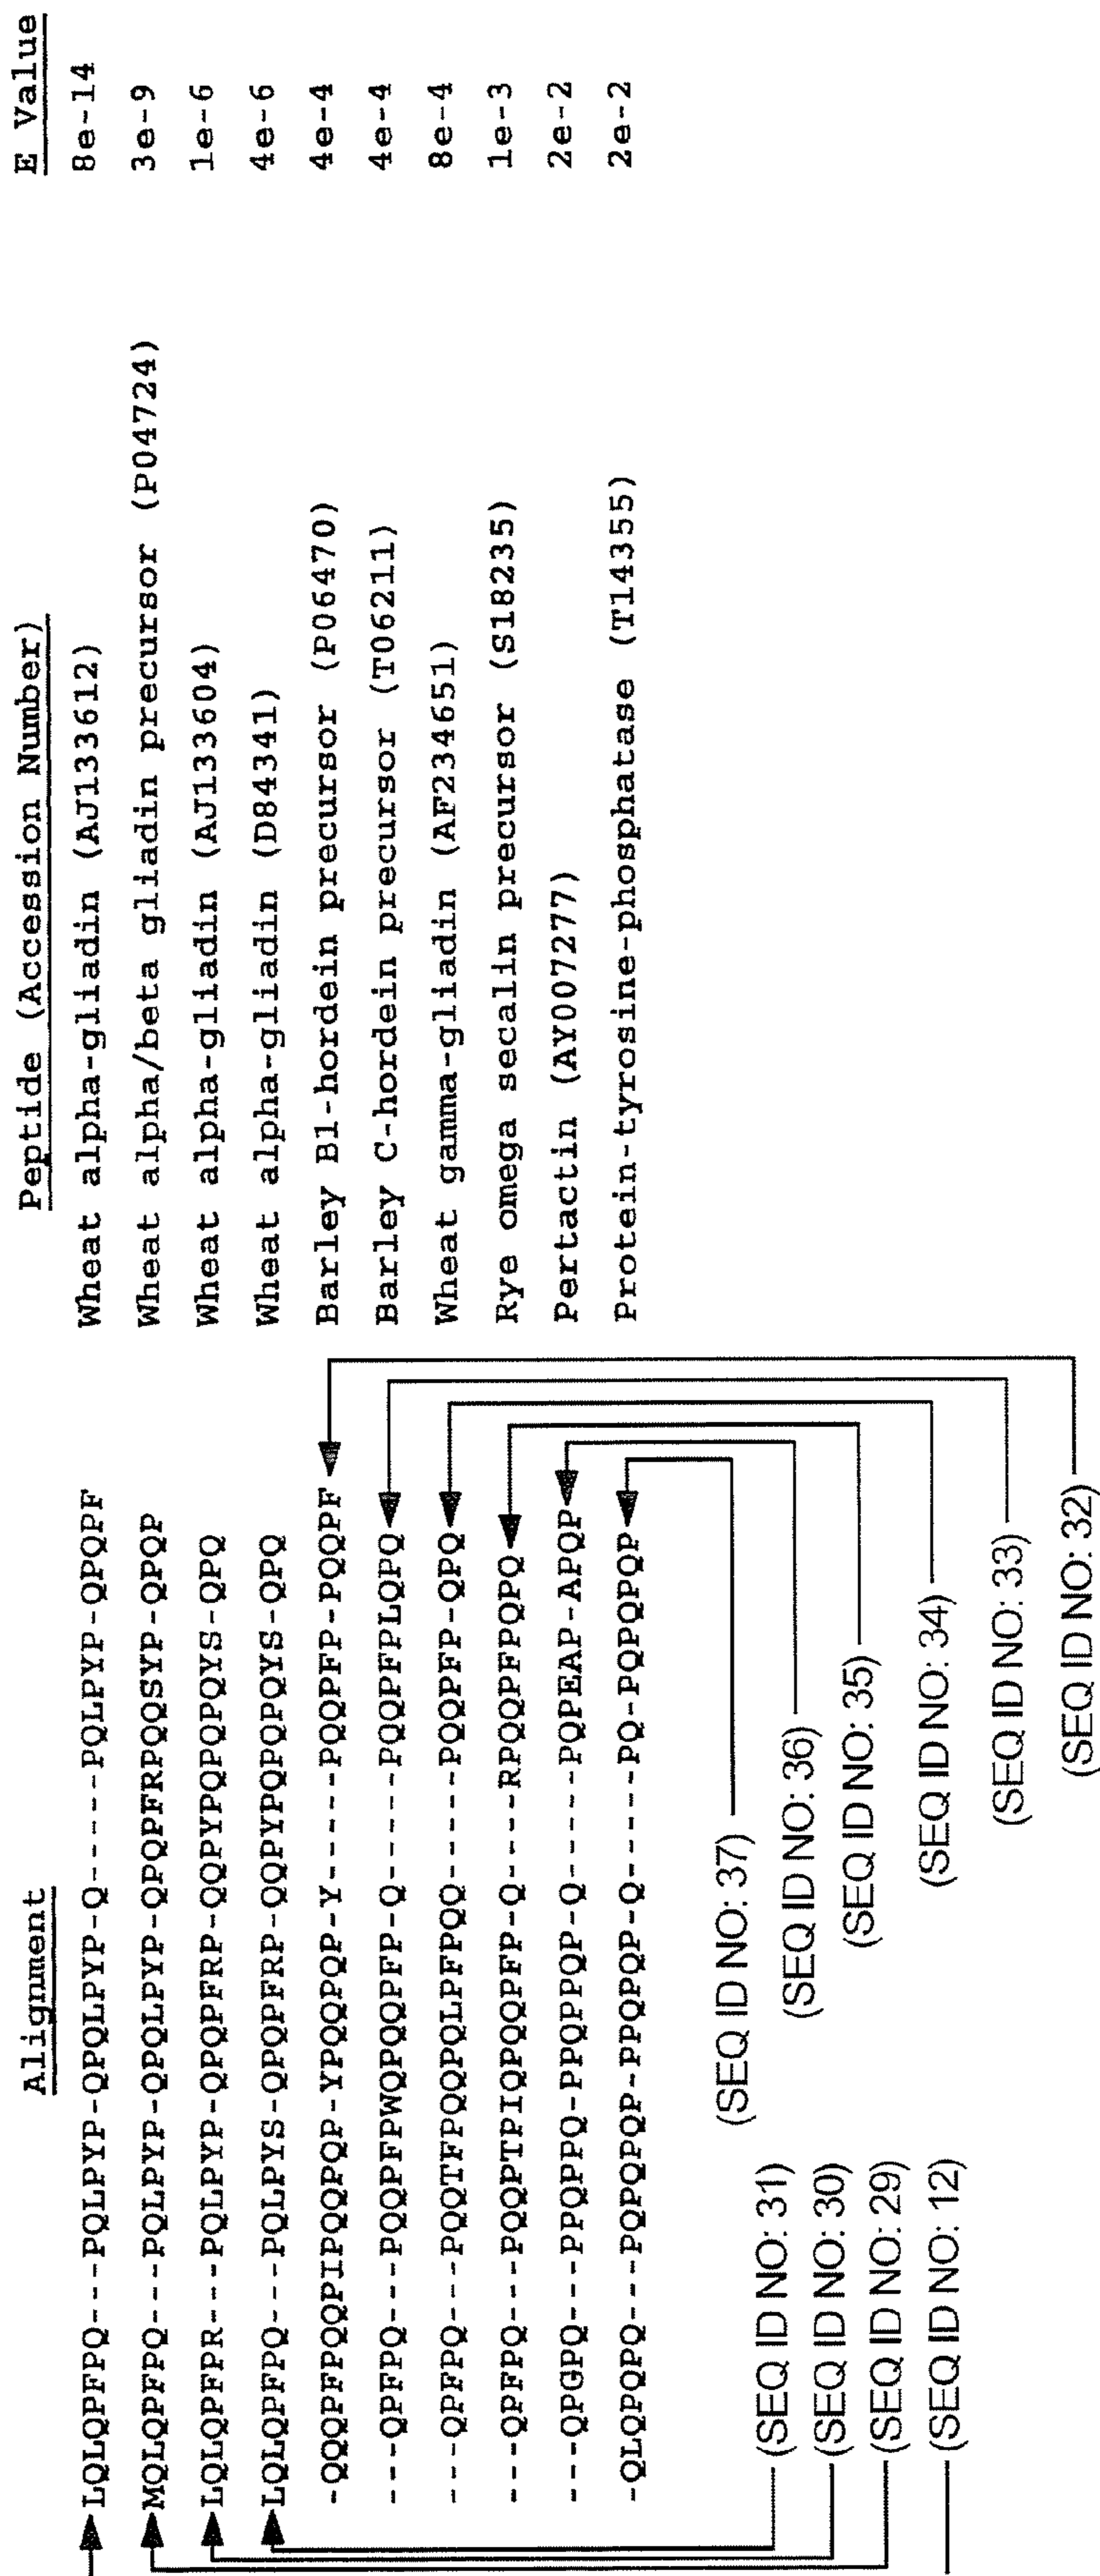 Alignment Peptide (Accession Number) E Value
LQLQPFPQ---PQLPYP-QPQLPYP-Q-----PQLPYP-QPQPF Wheat alpha-gliadin (AJ133612) 8e-14
MQLQPFPQ---PQLPYP-QPQLPYP-QPQPFRPQQSYP-QPQP Wheat alpha/beta gliadin precursor (P04724) 3e-9
LQLQPFPR---PQLPYP-QPQPFRP-QQPYPQPQPQYS-QPQ Wheat alpha-gliadin (AJ133604) 1e-6
LQLQPFPQ---PQLPYS-QPQPFRP-QQPYPQPQPQYS-QPQ Wheat alpha-gliadin (D84341) 4e-6
-QQQPFPQQPIPQQPQP-YPQQPQP-Y-----PQQPFP-PQQPF Barley B1-hordein precursor (P06470) 4e-4
---QPFPQ---PQQPFPWQPQQPFP-Q-----PQQPFPLQPQ Barley C-hordein precursor (T06211) 4e-4
---QPFPQ---PQQTFPQQPQLPFPQQ-----PQQPFP-QPQ Wheat gamma-gliadin (AF234651) 8e-4
---QPFPQ---PQQPTPIQPQQPFP-Q----RPQQPFPQPQ Rye omega secalin precursor (S18235) 1e-3
---QPGPQ---PPQPPQ-PPQPPQP-Q-----PQPEAP-APQP Pertactin (AY007277) 2e-2
-QLQPQPQ---PQPQPQP-PPQPQP-Q-----PQ-PQPQPQP Protein-tyrosine-phosphatase (T14355) 2e-2
(SEQ ID NO: 37)
(SEQ ID NO: 31) (SEQ ID NO: 36)
(SEQ ID NO: 30) (SEQ ID NO: 35)
(SEQ ID NO: 29) (SEQ ID NO: 34)
(SEQ ID NO: 12) (SEQ ID NO: 33)
(SEQ ID NO: 32)